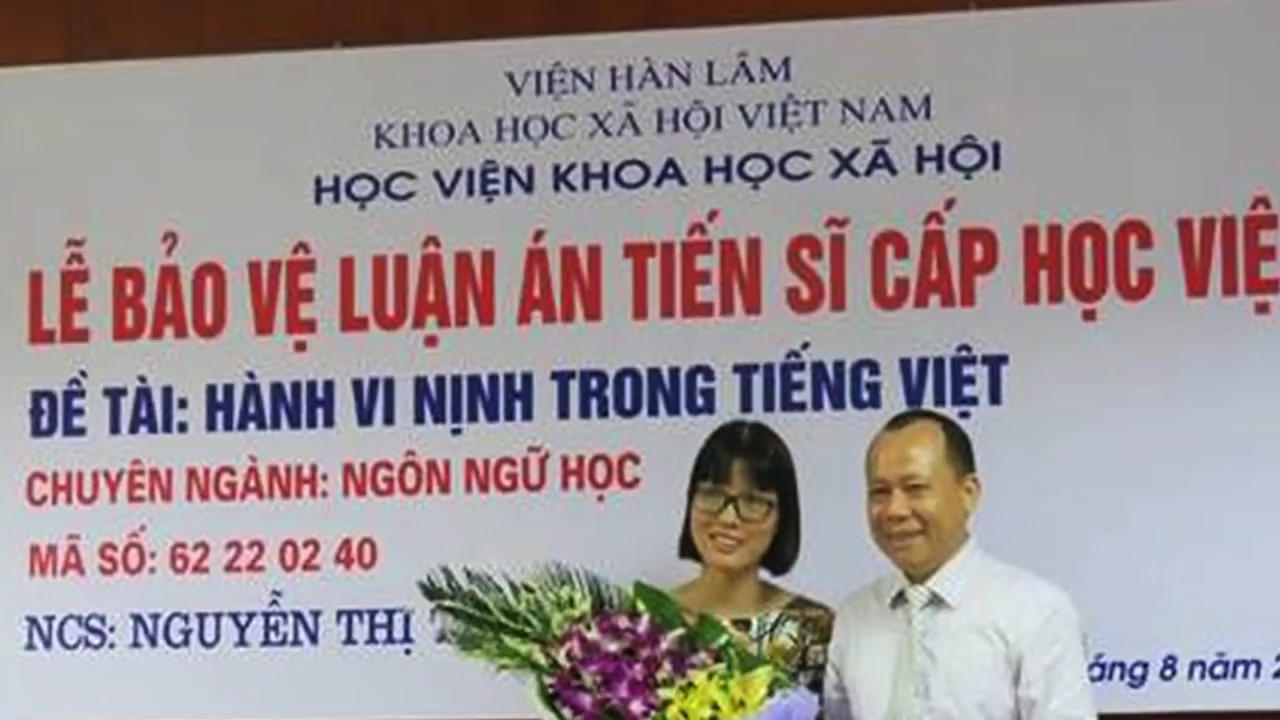 VIỆN HÀN LÂM
KHOA HỌC XÃ HỘI VIỆT NAM
HỌC VIỆN KHOA HỌC XÃ HỘI
LỄ BẢO VỆ LUẬN ÁN TIẾN SĨ CẤP HỌC VIỆ
ĐỀ TÀI: HÀNH VI NỊNH TRONG TIẾNG VIỆT
CHUYÊN NGÀNH: NGÔN NGỮ HỌC
MÃ SỐ: 62 22 02 40
NCS: NGUYỄN THỊ
áng 8 năm 2